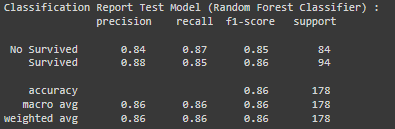 Classification Report Test Model (Random Forest Classifier) :
precision recall f1-score support
No Survived 0.84 0.87 0.85 84
Survived 0.88 0.85 0.86 94
accuracy 0.86 178
macro avg 0.86 0.86 0.86 178
weighted avg 0.86 0.86 0.86 178